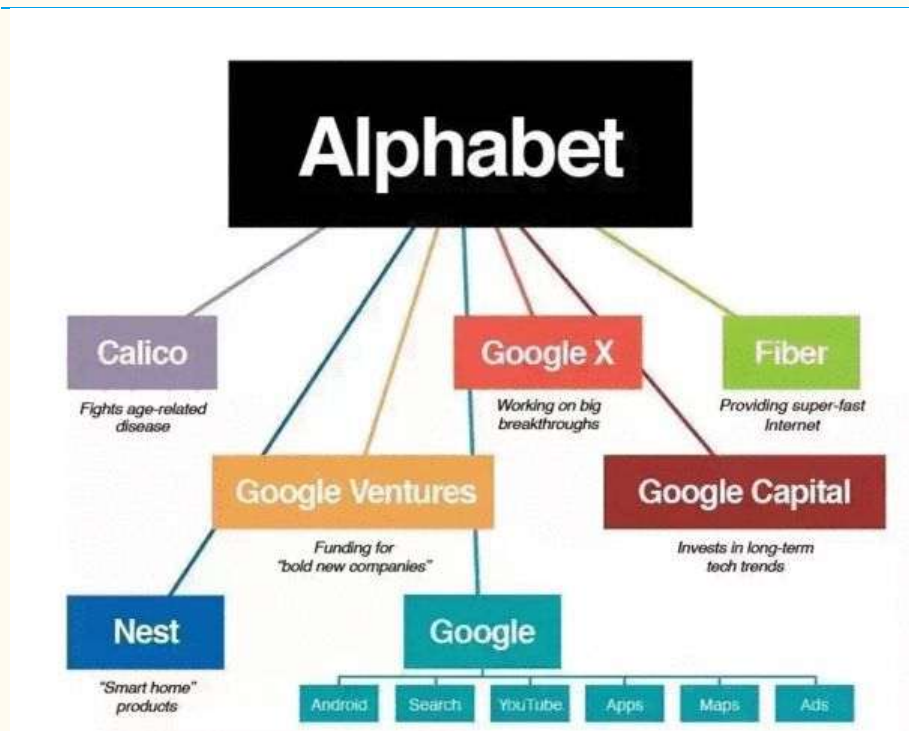 Alphabet
Calico
Fights age-related
disease
Google X
Working on big
breakthroughs
Fiber
Providing super-fast
Internet
Google Ventures
Funding for
"bold new companies"
Google Capital
Invests in long-term
tech trends
Nest
"Smart home"
products
Google
Android
Search
YouTube
Apps
Maps
Ads